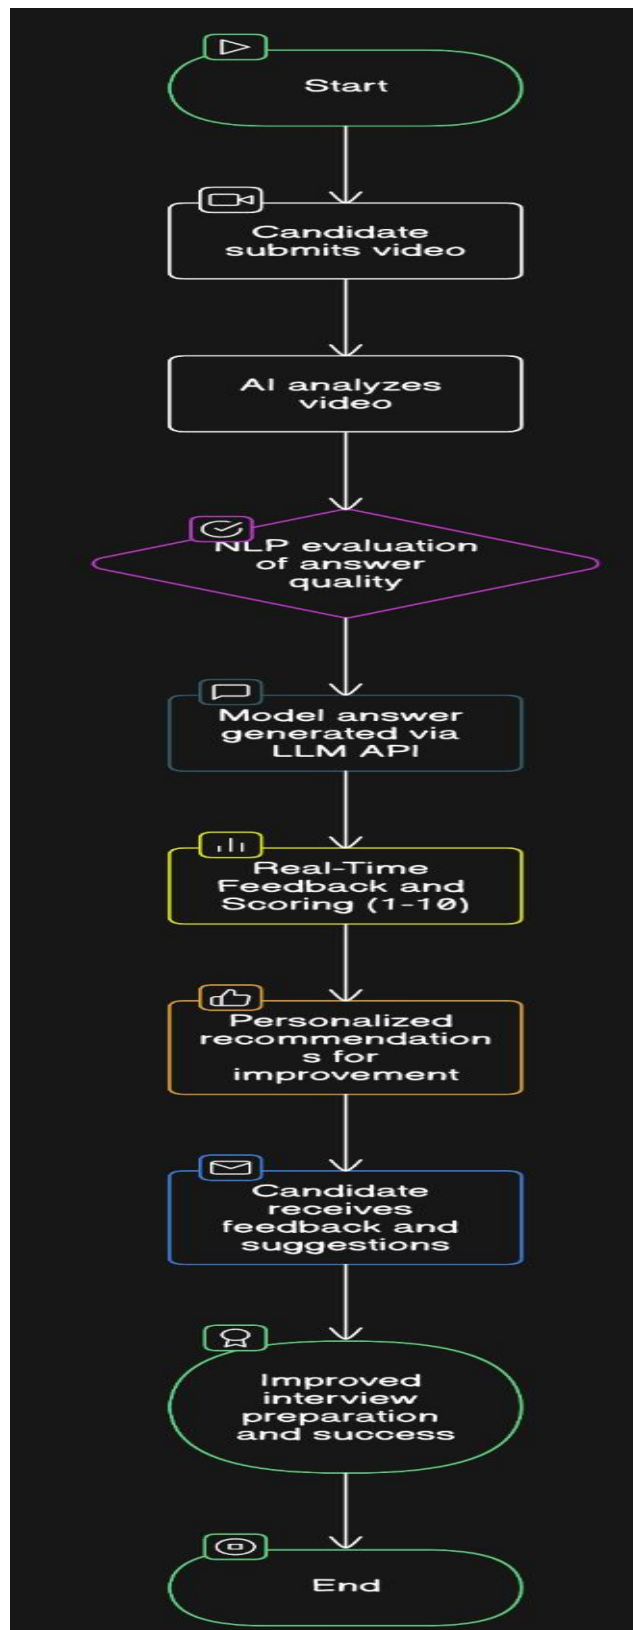 Start
Candidate
submits video
AI analyzes
video
NLP evaluation
of answer
quality
Model answer
generated via
LLM API
Real-Time
Feedback and
Scoring (1-10)
Personalized
recommendation
s for
improvement
Candidate
receives
feedback and
suggestions
Improved
interview
preparation
and success
End